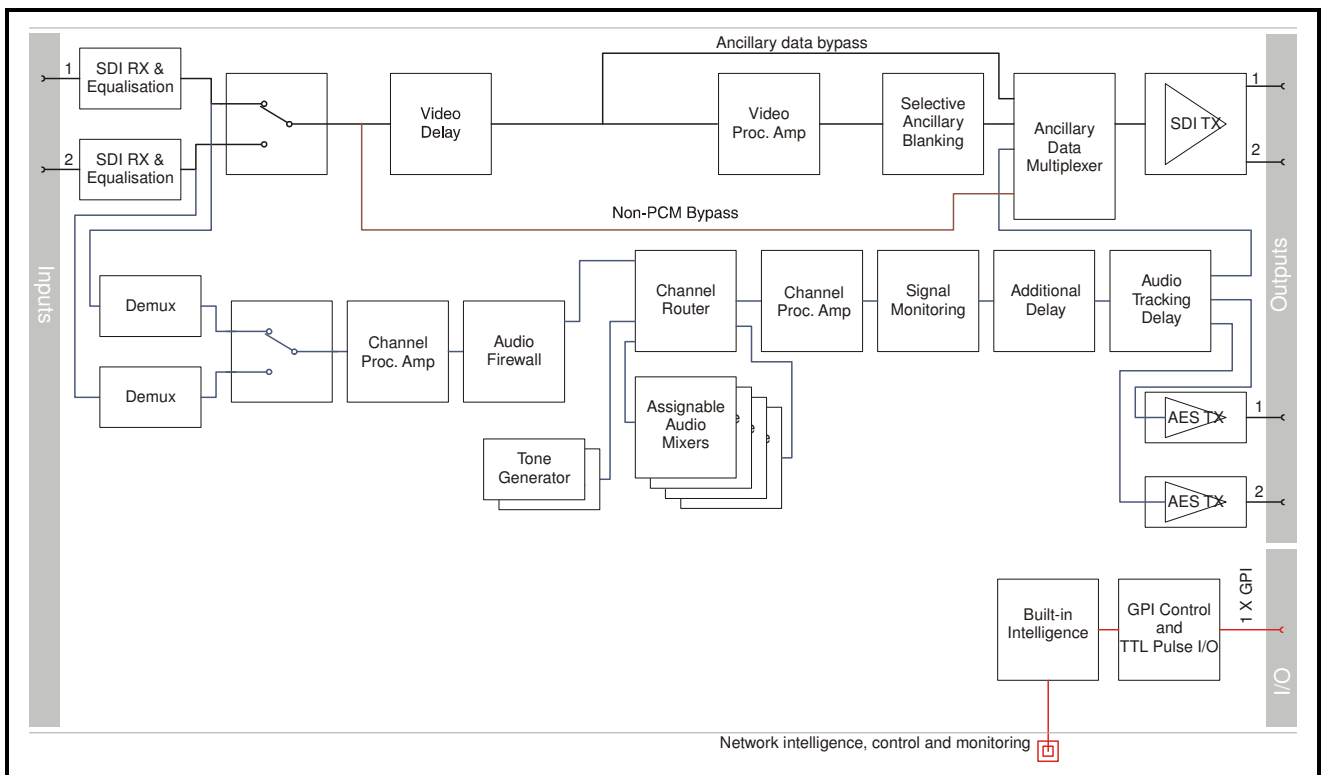 Ancillary data bypass
1
SDI RX &
Equalisation
2
SDI RX &
Equalisation
Video
Delay
Video
Proc. Amp
Selective
Ancillary
Blanking
Ancillary
Data
Multiplexer
SDI TX
1
2
Non-PCM Bypass
Inputs
Outputs
Demux
Demux
Channel
Proc. Amp
Audio
Firewall
Channel
Router
Channel
Proc. Amp
Signal
Monitoring
Additional
Delay
Audio
Tracking
Delay
Assignable
Audio
Mixers
e
e
Tone
Generator
AES TX
1
AES TX
2
Built-in
Intelligence
GPI Control
and
TTL Pulse I/O
1 X GPI
I/O
Network intelligence, control and monitoring